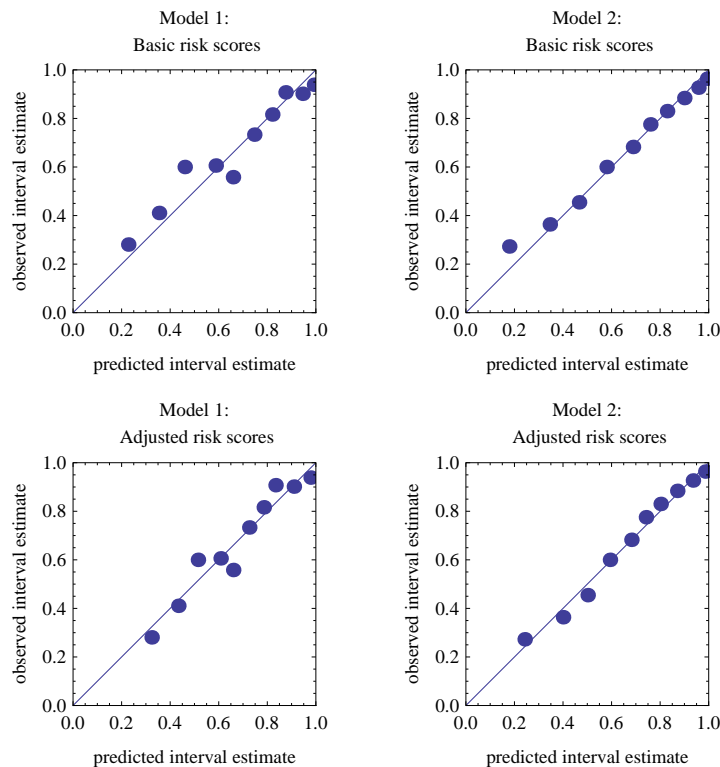 Model 1:
Basic risk scores
1.0
0.8
0.6
0.4
0.2
0.0
0.0 0.2 0.4 0.6 0.8 1.0
observed interval estimate
predicted interval estimate
Model 2:
Basic risk scores
1.0
0.8
0.6
0.4
0.2
0.0
0.0 0.2 0.4 0.6 0.8 1.0
observed interval estimate
predicted interval estimate
Model 1:
Adjusted risk scores
1.0
0.8
0.6
0.4
0.2
0.0
0.0 0.2 0.4 0.6 0.8 1.0
observed interval estimate
predicted interval estimate
Model 2:
Adjusted risk scores
1.0
0.8
0.6
0.4
0.2
0.0
0.0 0.2 0.4 0.6 0.8 1.0
observed interval estimate
predicted interval estimate